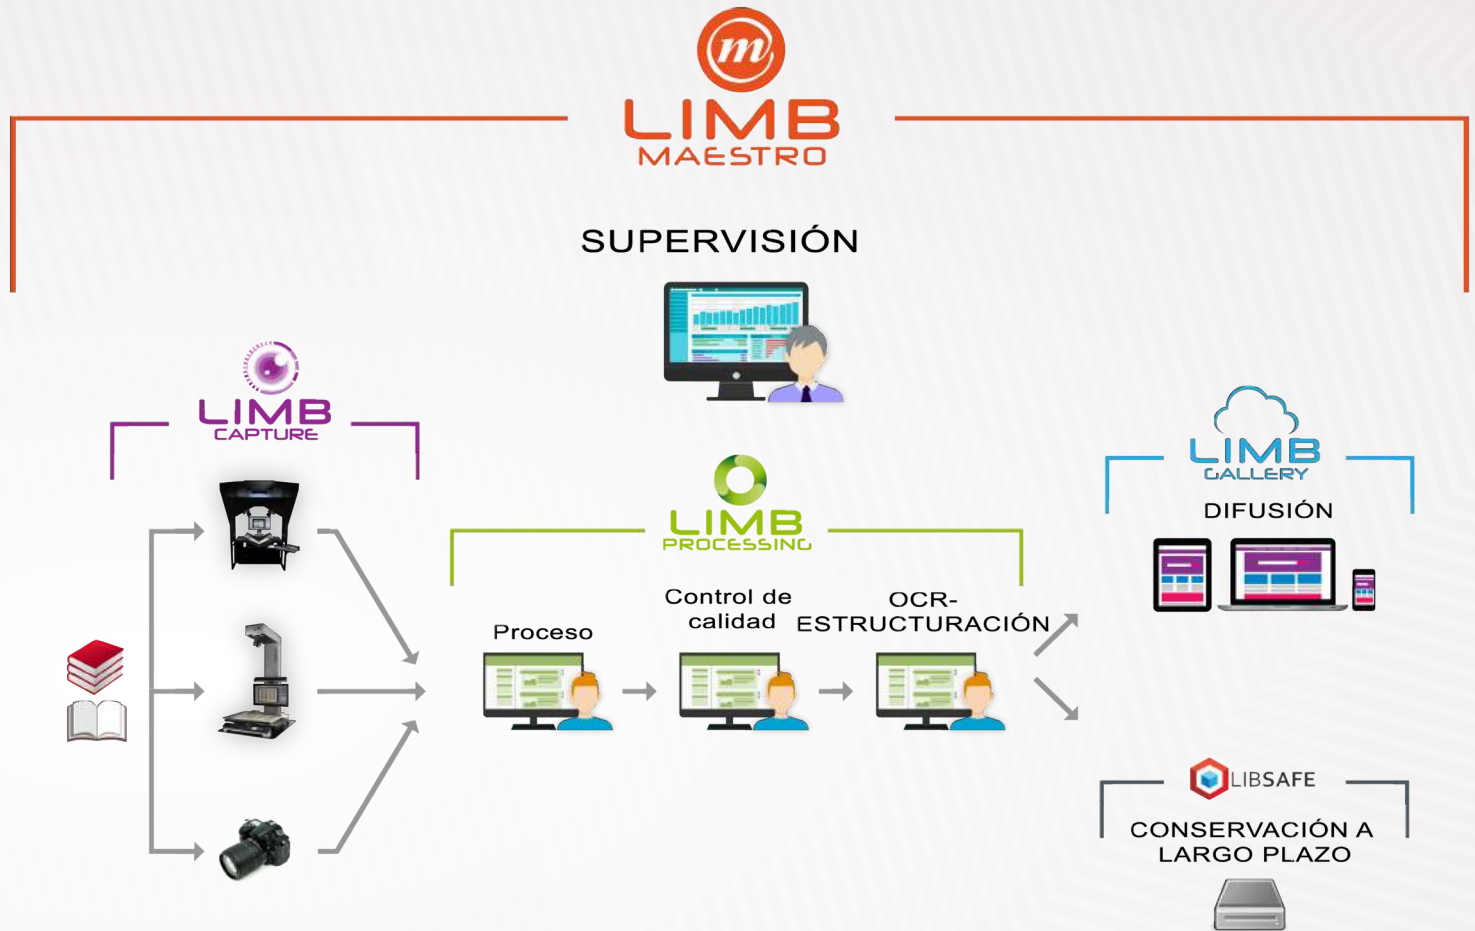 m
LIMB
MAESTRO
SUPERVISIÓN
LIMB
CAPTURE
LIMB
PROCESSING
Proceso
Control de
calidad
OCR-
ESTRUCTURACIÓN
LIMB
GALLERY
DIFUSIÓN
LIBSAFE
CONSERVACIÓN A
LARGO PLAZO